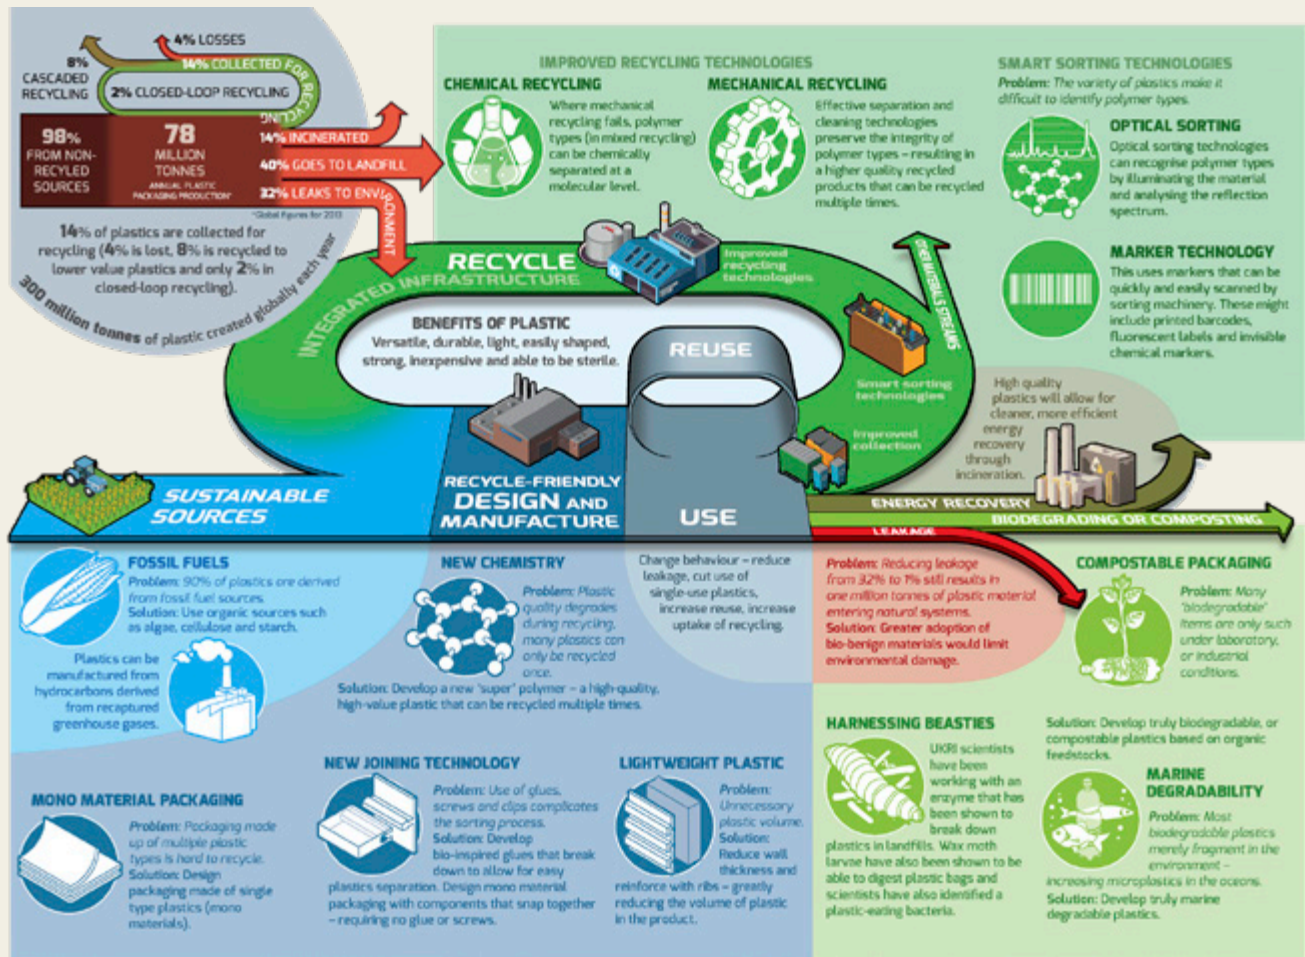 4% LOSSES
8%
CASCADED
RECYCLING
14% COLLECTED FOR RECYCLING
2% CLOSED-LOOP RECYCLING
98%
FROM NON-
RECYLED
SOURCES
78
MILLION
TONNES
ANNUAL PLASTIC
PACKAGING PRODUCTION*
14% INCINERATED
40% GOES TO LANDFILL
32% LEAKS TO ENVIRONMENT
*Global figures for 2013
14% of plastics are collected for
recycling (4% is lost, 8% is recycled to
lower value plastics and only 2% in
closed-loop recycling).
300 million tonnes of plastic created globally each year
IMPROVED RECYCLING TECHNOLOGIES
CHEMICAL RECYCLING
Where mechanical
recycling fails, polymer
types (in mixed recycling)
can be chemically
separated at a
molecular level.
MECHANICAL RECYCLING
Effective separation and
cleaning technologies
preserve the integrity of
polymer types – resulting in
a higher quality recycled
products that can be recycled
multiple times.
SMART SORTING TECHNOLOGIES
Problem: The variety of plastics make it
difficult to identify polymer types.
OPTICAL SORTING
Optical sorting technologies
can recognise polymer types
by illuminating the material
and analysing the reflection
spectrum.
MARKER TECHNOLOGY
This uses markers that can be
quickly and easily scanned by
sorting machinery. These might
include printed barcodes,
fluorescent labels and invisible
chemical markers.
RECYCLE
INTEGRATED INFRASTRUCTURE
Improved
recycling
technologies
OTHER MATERIALS STREAMS
BENEFITS OF PLASTIC
Versatile, durable, light, easily shaped,
strong, inexpensive and able to be sterile.
REUSE
Smart sorting
technologies
Improved
collection
High quality
plastics will allow for
cleaner, more efficient
energy
recovery
through
incineration.
SUSTAINABLE
SOURCES
RECYCLE-FRIENDLY
DESIGN AND
MANUFACTURE
USE
ENERGY RECOVERY
BIODEGRADING OR COMPOSTING
LEAKAGE
FOSSIL FUELS
Problem: 90% of plastics are derived
from fossil fuel sources.
Solution: Use organic sources such
as algae, cellulose and starch.
Plastics can be
manufactured from
hydrocarbons derived
from recaptured
greenhouse gases.
NEW CHEMISTRY
Problem: Plastic
quality degrades
during recycling,
many plastics can
only be recycled
once.
Solution: Develop a new 'super' polymer – a high-quality,
high-value plastic that can be recycled multiple times.
Change behaviour – reduce
leakage, cut use of
single-use plastics,
increase reuse, increase
uptake of recycling.
Problem: Reducing leakage
from 32% to 1% still results in
one million tonnes of plastic material
entering natural systems.
Solution: Greater adoption of
bio-benign materials would limit
environmental damage.
COMPOSTABLE PACKAGING
Problem: Many
'biodegradable'
items are only such
under laboratory,
or industrial
conditions.
Solution: Develop truly biodegradable, or
compostable plastics based on organic
feedstocks.
MONO MATERIAL PACKAGING
Problem: Packaging made
up of multiple plastic
types is hard to recycle.
Solution: Design
packaging made of single
type plastics (mono
materials).
NEW JOINING TECHNOLOGY
Problem: Use of glues,
screws and clips complicates
the sorting process.
Solution: Develop
bio-inspired glues that break
down to allow for easy
plastics separation. Design mono material
packaging with components that snap together
– requiring no glue or screws.
LIGHTWEIGHT PLASTIC
Problem:
Unnecessary
plastic volume.
Solution:
Reduce wall
thickness and
reinforce with ribs – greatly
reducing the volume of plastic
in the product.
HARNESSING BEASTIES
UKRI scientists
have been
working with an
enzyme that has
been shown to
break down
plastics in landfills. Wax moth
larvae have also been shown to be
able to digest plastic bags and
scientists have also identified a
plastic-eating bacteria.
MARINE
DEGRADABILITY
Problem: Most
biodegradable plastics
merely fragment in the
environment –
increasing microplastics in the oceans.
Solution: Develop truly marine
degradable plastics.